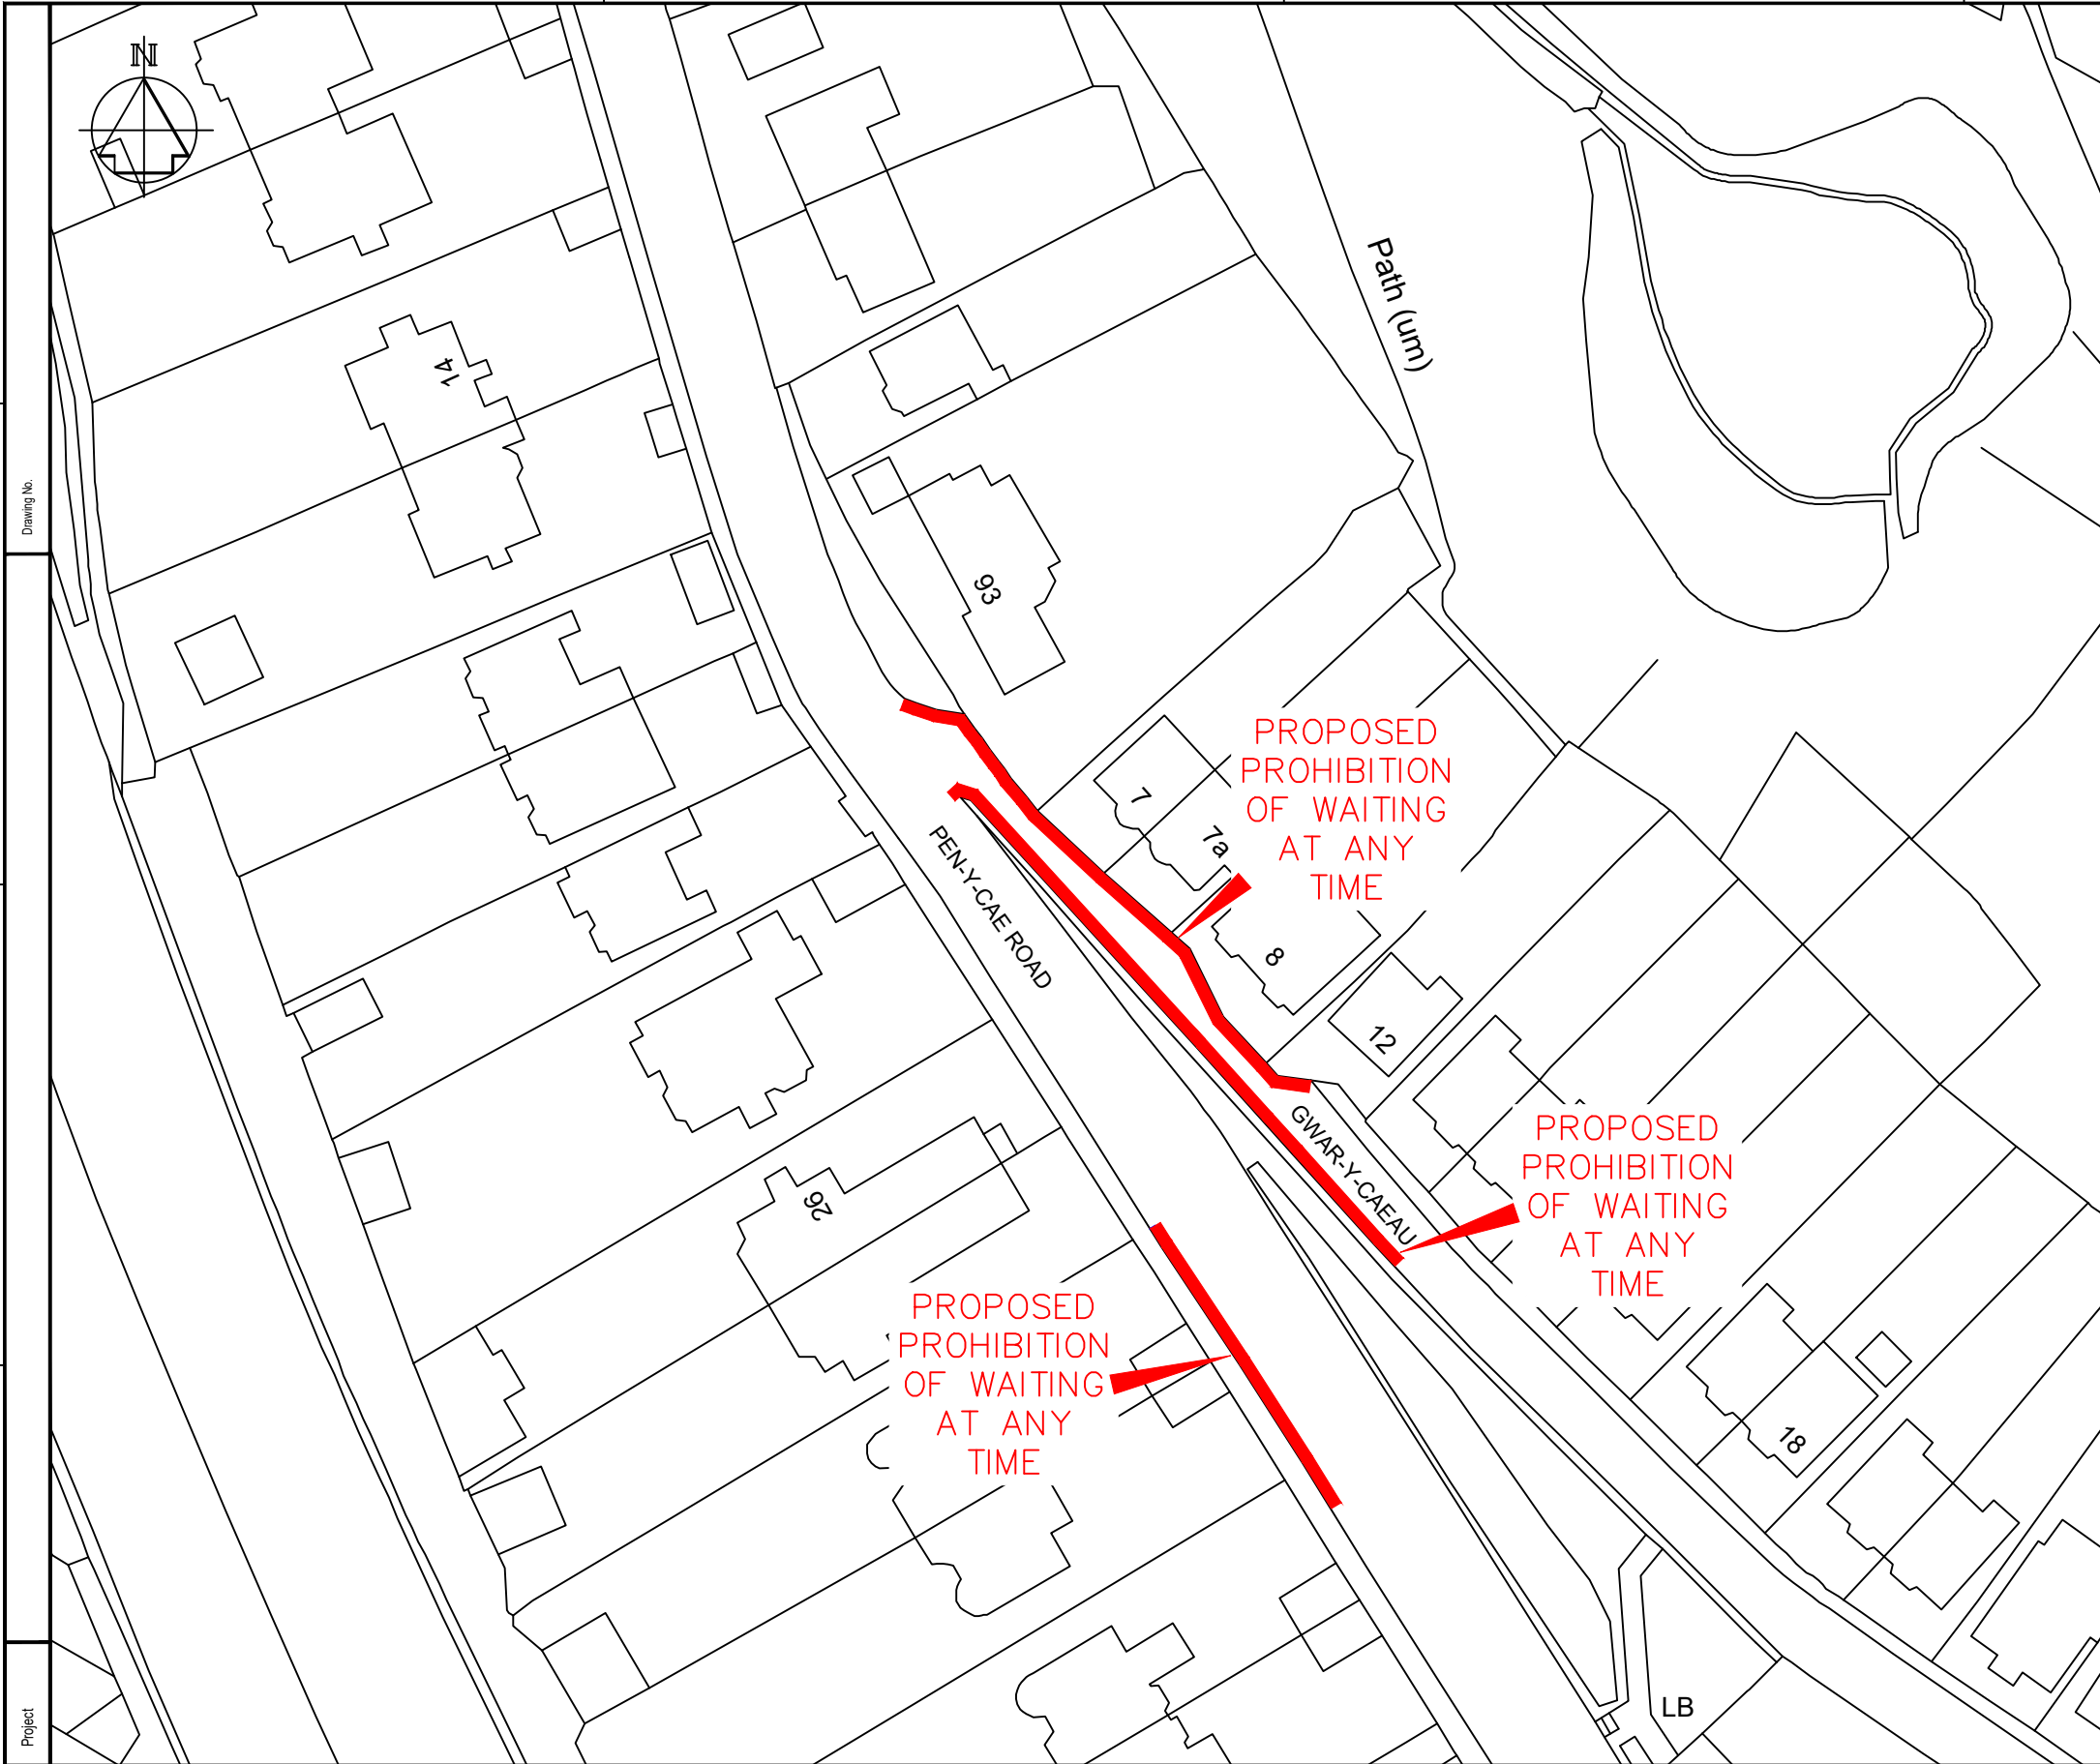 N
Path (um)
14
93
PROPOSED
PROHIBITION
OF WAITING
AT ANY
TIME
7
7a
8
12
PEN-Y-CAE ROAD
GWAR-Y-CAEAU
PROPOSED
PROHIBITION
OF WAITING
AT ANY
TIME
26
PROPOSED
PROHIBITION
OF WAITING
AT ANY
TIME
18
LB
Drawing No.
Project